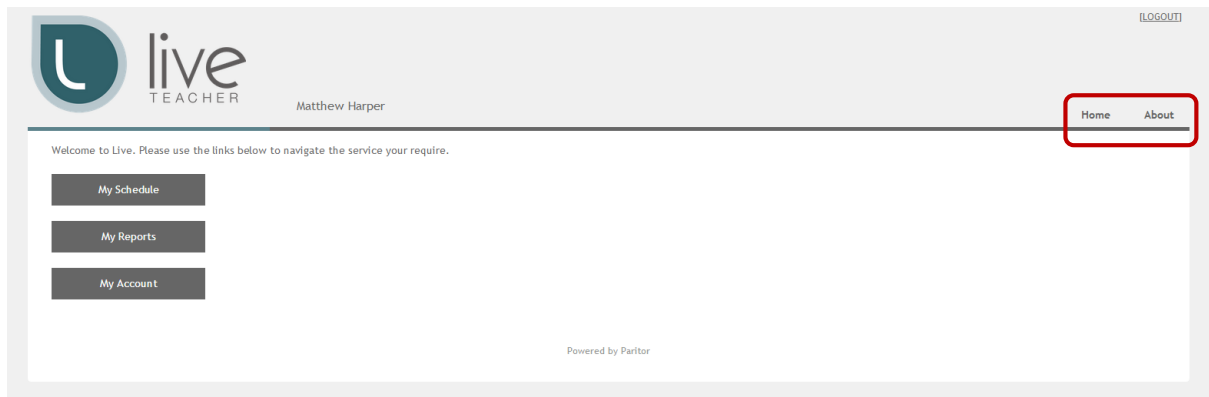 [LOGOUT]
live
TEACHER
Matthew Harper
Home About
Welcome to Live. Please use the links below to navigate the service your require.
My Schedule
My Reports
My Account
Powered by Paritor